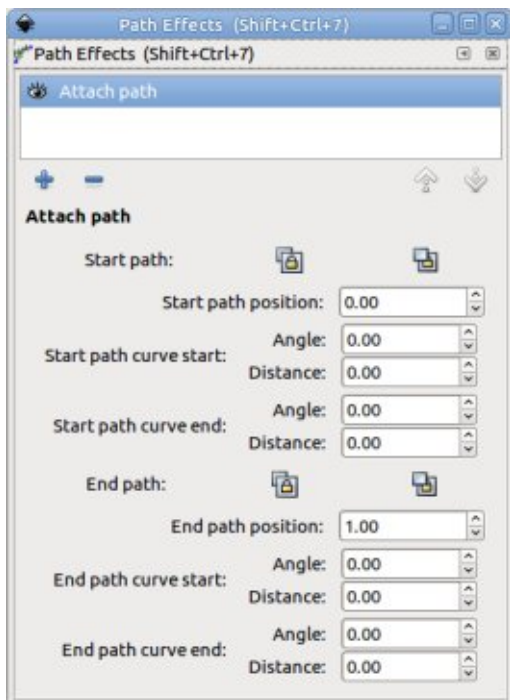 Path Effects (Shift+Ctrl+7)
Path Effects (Shift+Ctrl+7)
Attach path
Attach path
Start path:
Start path position: 0.00
Start path curve start: Angle: 0.00
Distance: 0.00
Start path curve end: Angle: 0.00
Distance: 0.00
End path:
End path position: 1.00
End path curve start: Angle: 0.00
Distance: 0.00
End path curve end: Angle: 0.00
Distance: 0.00